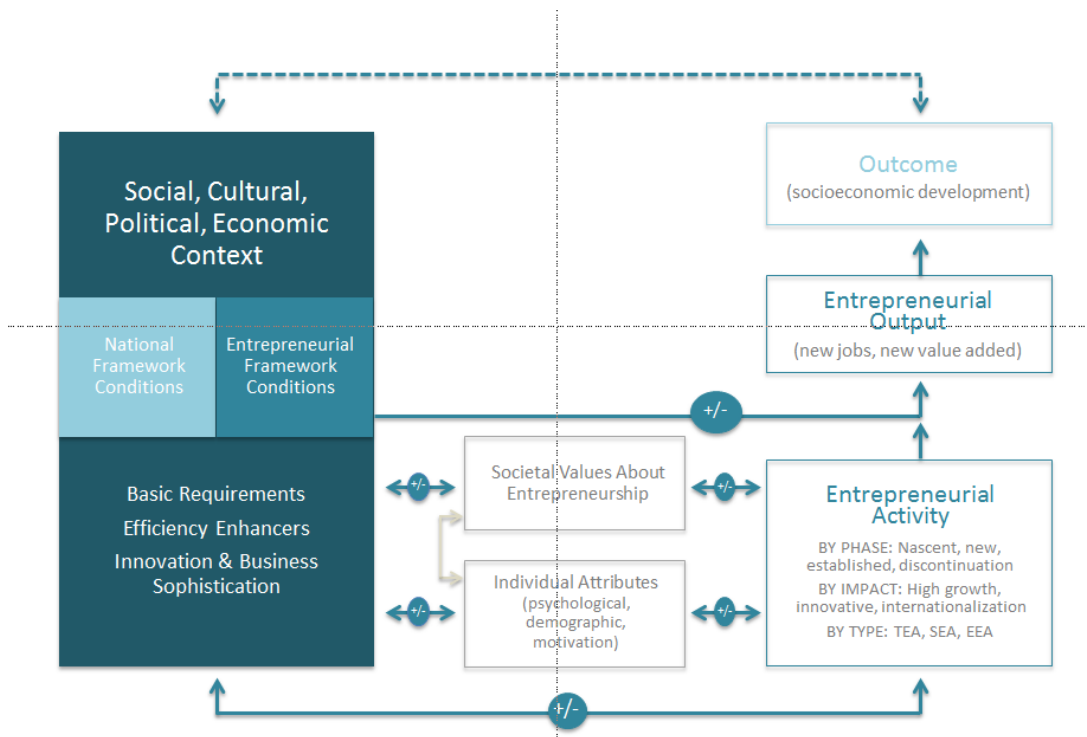 Social, Cultural,
Political, Economic
Context
National
Framework
Conditions
Entrepreneurial
Framework
Conditions
Basic Requirements
Efficiency Enhancers
Innovation & Business
Sophistication
Outcome
(socioeconomic development)
Entrepreneurial
Output
(new jobs, new value added)
+/-
+/-
Societal Values About
Entrepreneurship
+/-
+/-
Individual Attributes
(psychological,
demographic,
motivation)
+/-
Entrepreneurial
Activity
BY PHASE: Nascent, new,
established, discontinuation
BY IMPACT: High growth,
innovative, internationalization
BY TYPE: TEA, SEA, EEA
+/-